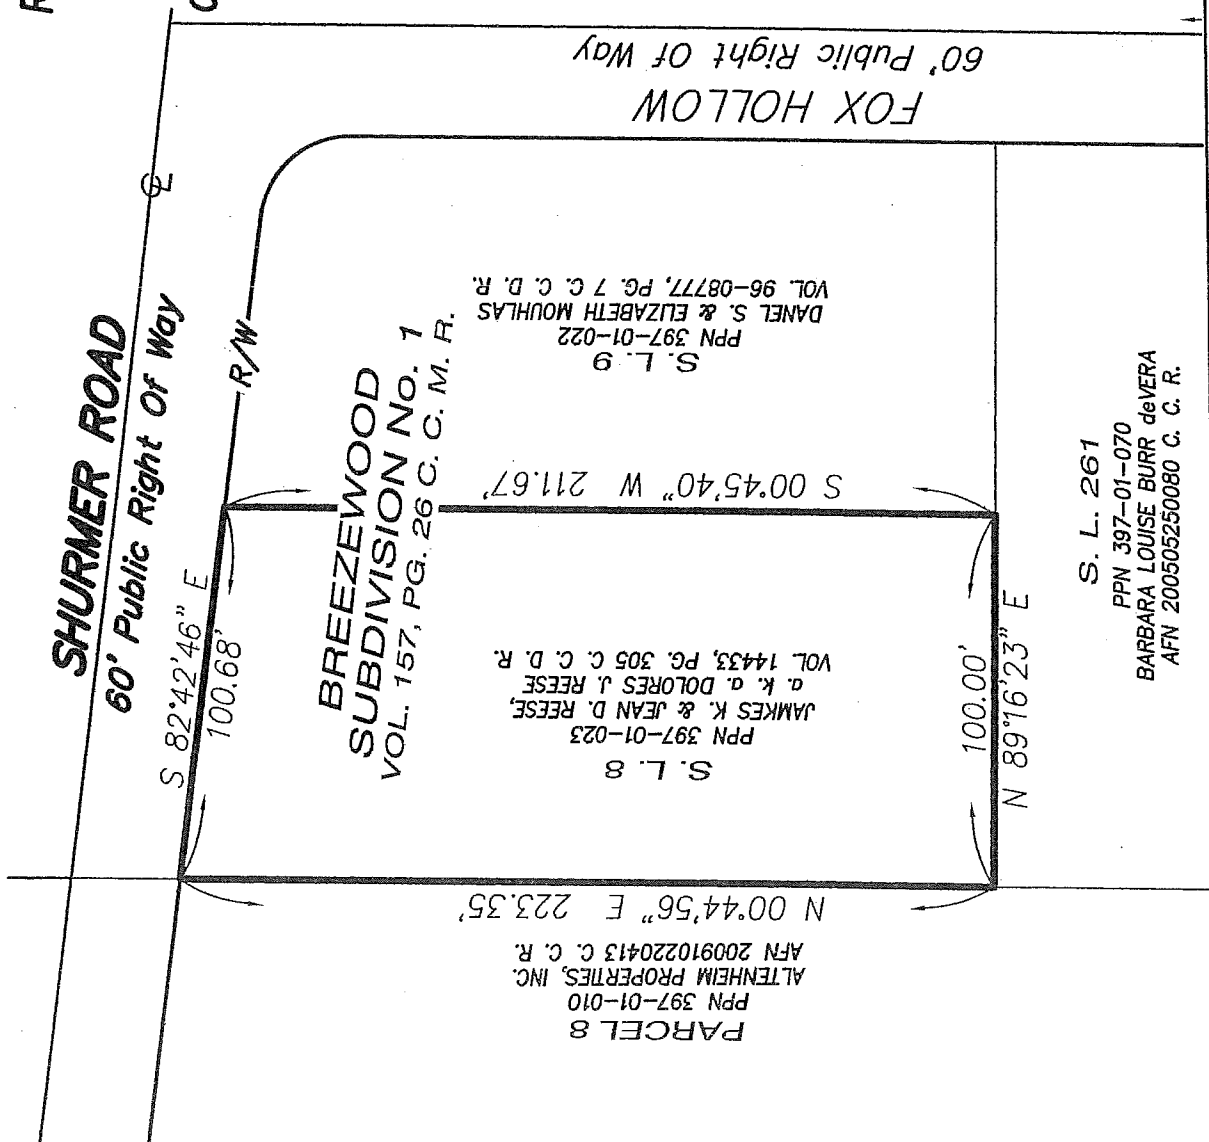 60' Public Right Of Way
FOX HOLLOW
SHURMER ROAD
60' Public Right Of Way
R/W
S. L. 9
PPN 397-01-022
DANEL S. & ELIZABETH MOUHLAS
VOL. 96-08777, PG. 7 C. C. D. R.
BREEZEWOOD
SUBDIVISION No. 1
VOL. 157, PG. 26 C. C. M. R.
S 00°45'40" W 211.67'
S 82°42'46" E
100.68'
S. L. 8
PPN 397-01-023
JAMKES K. & JEAN D. REESE,
a. k. a. DOLORES J. REESE
VOL. 14433, PG. 305 C. C. D. R.
100.00'
N 89°16'23" E
S. L. 261
PPN 397-01-070
BARBARA LOUISE BURR deVERA
AFN 200505250080 C. C. R.
N 00°44'56" E 223.35'
PARCEL 8
PPN 397-01-010
ALTENHEIM PROPERTIES, INC.
AFN 200910220413 C. C. R.